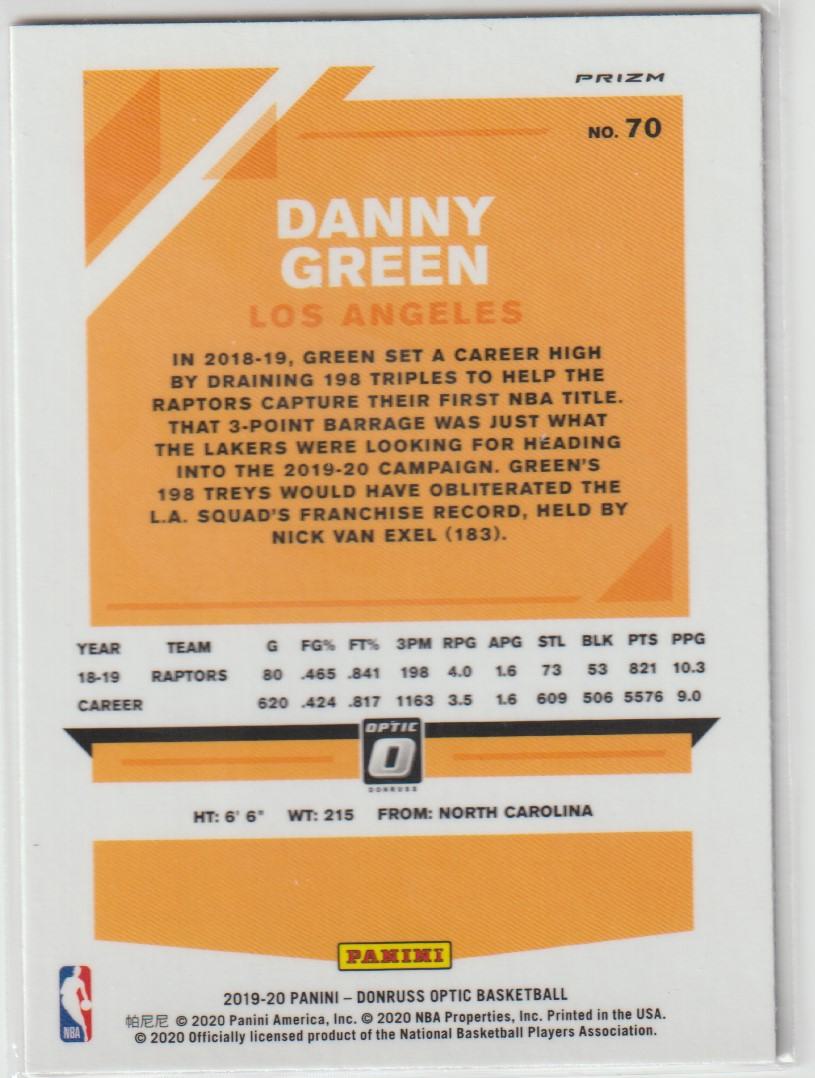 PRIZM
NO. 70
DANNY
GREEN
LOS ANGELES
IN 2018-19, GREEN SET A CAREER HIGH
BY DRAINING 198 TRIPLES TO HELP THE
RAPTORS CAPTURE THEIR FIRST NBA TITLE.
THAT 3-POINT BARRAGE WAS JUST WHAT
THE LAKERS WERE LOOKING FOR HEADING
INTO THE 2019-20 CAMPAIGN. GREEN'S
198 TREYS WOULD HAVE OBLITERATED THE
L.A. SQUAD'S FRANCHISE RECORD, HELD BY
NICK VAN EXEL (183).
YEAR TEAM G FG% FT% 3PM RPG APG STL BLK PTS PPG
18-19 RAPTORS 80 .465 .841 198 4.0 1.6 73 53 821 10.3
CAREER 620 .424 .817 1163 3.5 1.6 609 506 5576 9.0
OPTIC
O
DONRUSS
HT: 6' 6" WT: 215 FROM: NORTH CAROLINA
PANINI
NBA
2019-20 PANINI – DONRUSS OPTIC BASKETBALL
帕尼尼 © 2020 Panini America, Inc. © 2020 NBA Properties, Inc. Printed in the USA.
© 2020 Officially licensed product of the National Basketball Players Association.